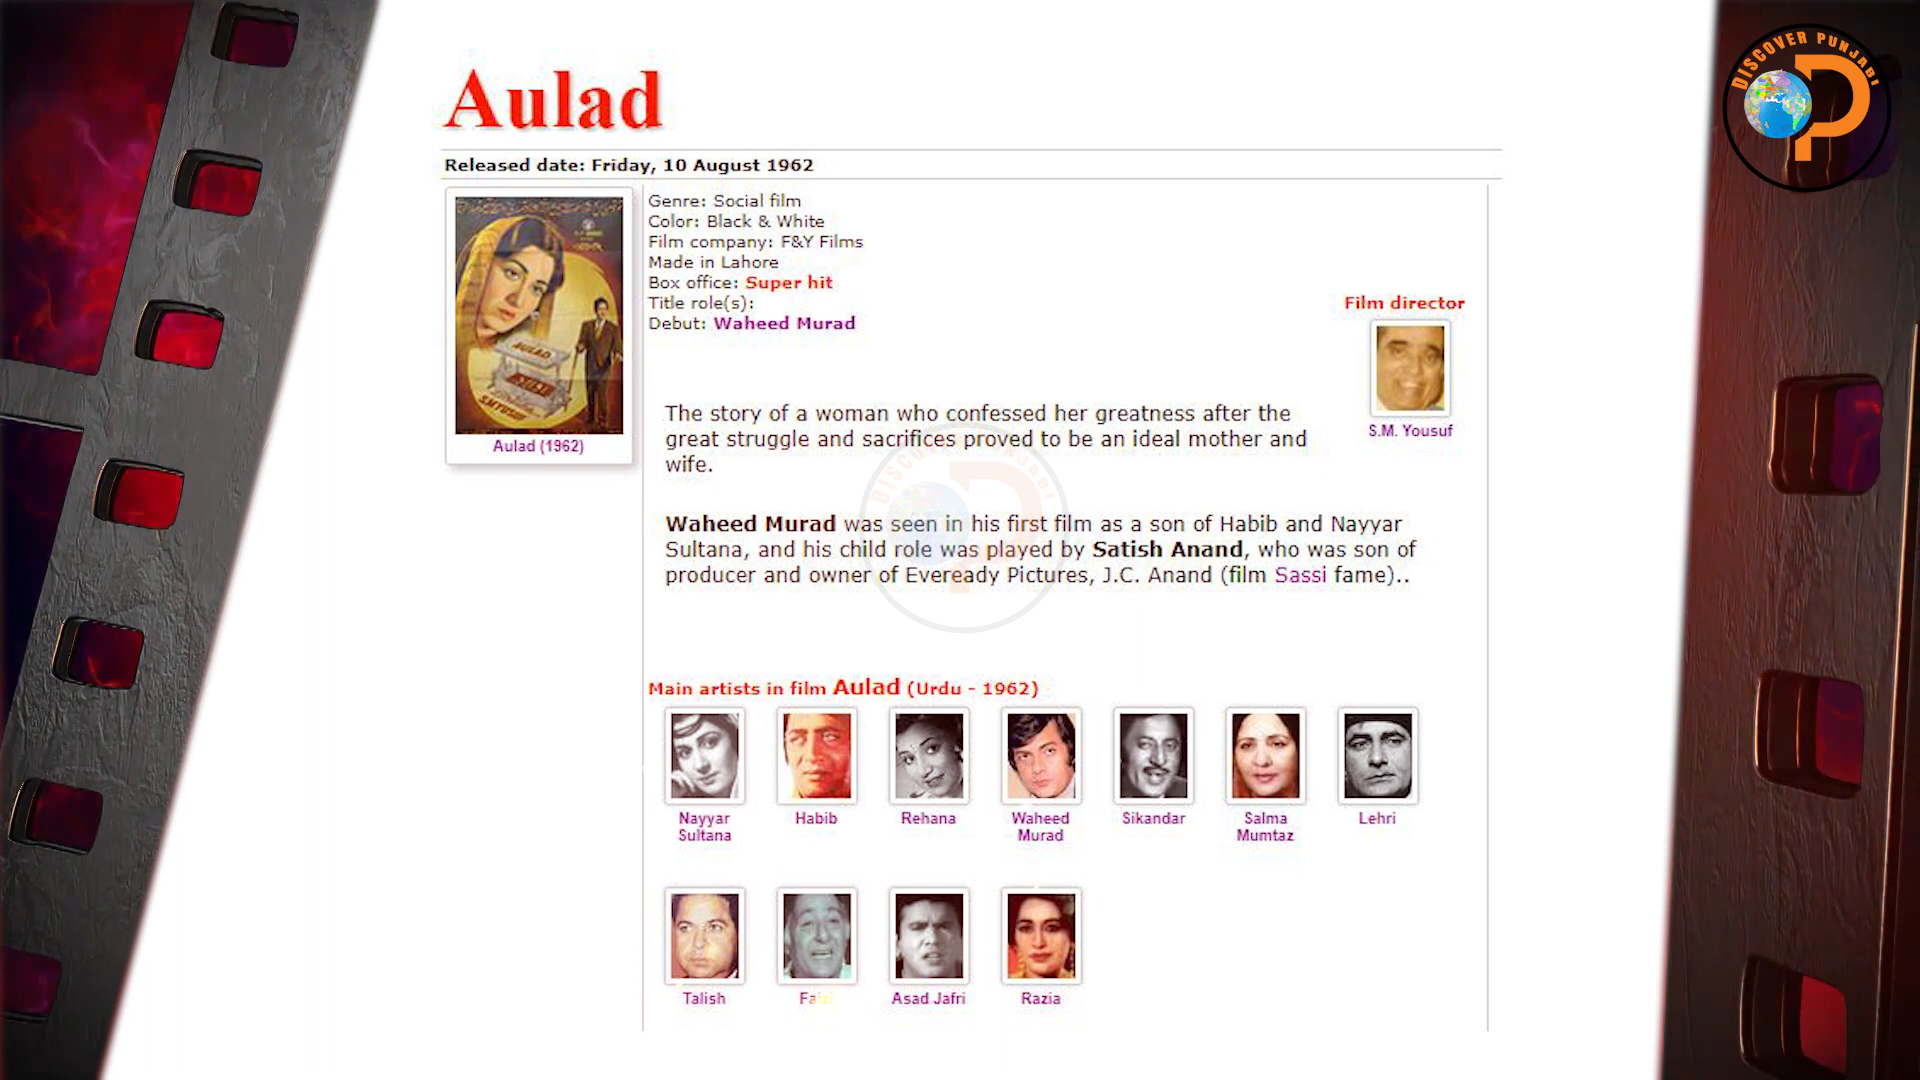 DISCOVER PUNJABI
Aulad
Released date: Friday, 10 August 1962
Genre: Social film
Color: Black & White
Film company: F&Y Films
Made in Lahore
Box office: Super hit
Title role(s):
Debut: Waheed Murad
AULAD
Aulad (1962)
Film director
S.M. Yousuf
The story of a woman who confessed her greatness after the
great struggle and sacrifices proved to be an ideal mother and
wife.
Waheed Murad was seen in his first film as a son of Habib and Nayyar
Sultana, and his child role was played by Satish Anand, who was son of
producer and owner of Eveready Pictures, J.C. Anand (film Sassi fame)..
DISCOVER PUNJABI
Main artists in film Aulad (Urdu - 1962)
Nayyar Sultana
Habib
Rehana
Waheed Murad
Sikandar
Salma Mumtaz
Lehri
Talish
Faizi
Asad Jafri
Razia